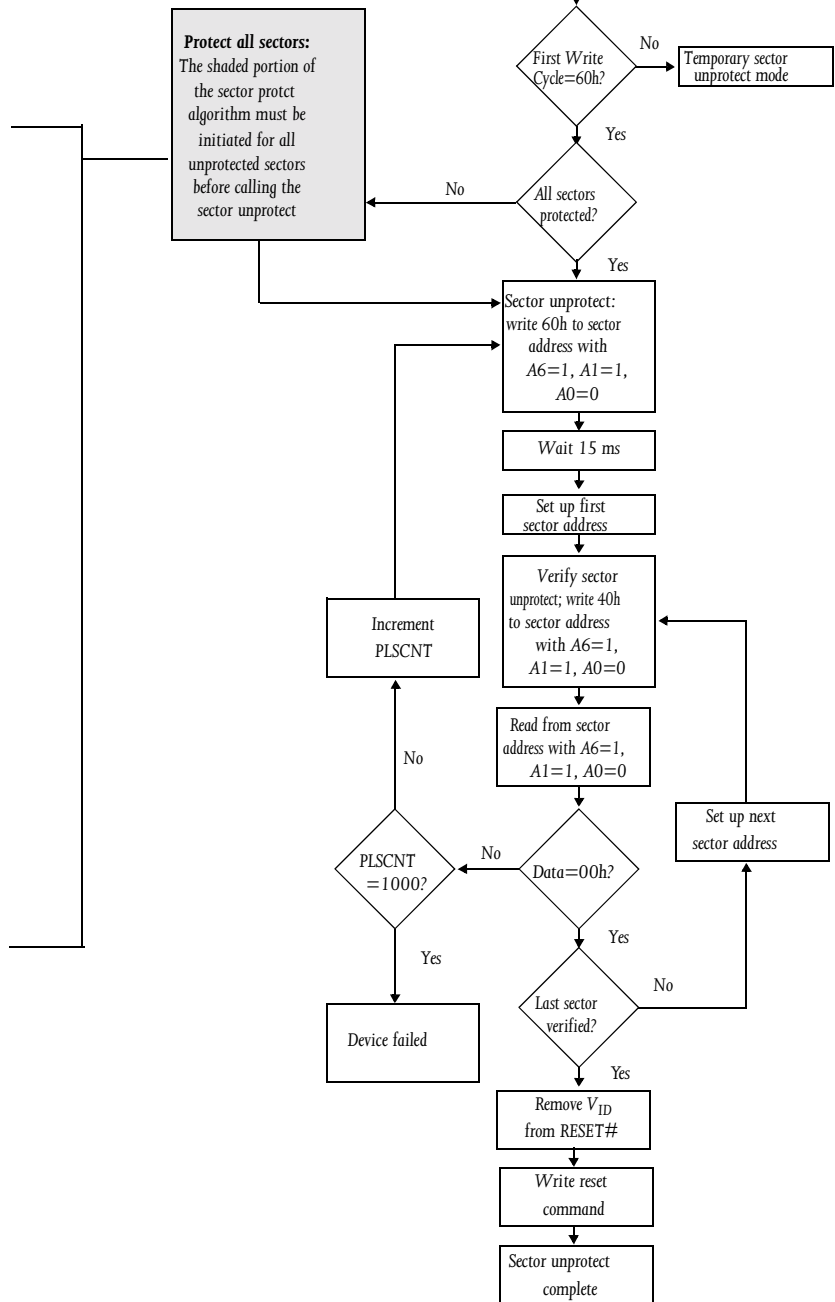 First Write
Cycle=60h?
No
Temporary sector
unprotect mode
Yes
Protect all sectors:
The shaded portion of
the sector protct
algorithm must be
initiated for all
unprotected sectors
before calling the
sector unprotect
No
All sectors
protected?
Yes
Sector unprotect:
write 60h to sector
address with
A6=1, A1=1,
A0=0
Wait 15 ms
Set up first
sector address
Verify sector
unprotect; write 40h
to sector address
with A6=1,
A1=1, A0=0
Increment
PLSCNT
Read from sector
address with A6=1,
A1=1, A0=0
No
Set up next
sector address
PLSCNT
=1000?
No
Data=00h?
Yes
Yes
No
Last sector
verified?
Device failed
Yes
Remove VID
from RESET#
Write reset
command
Sector unprotect
complete